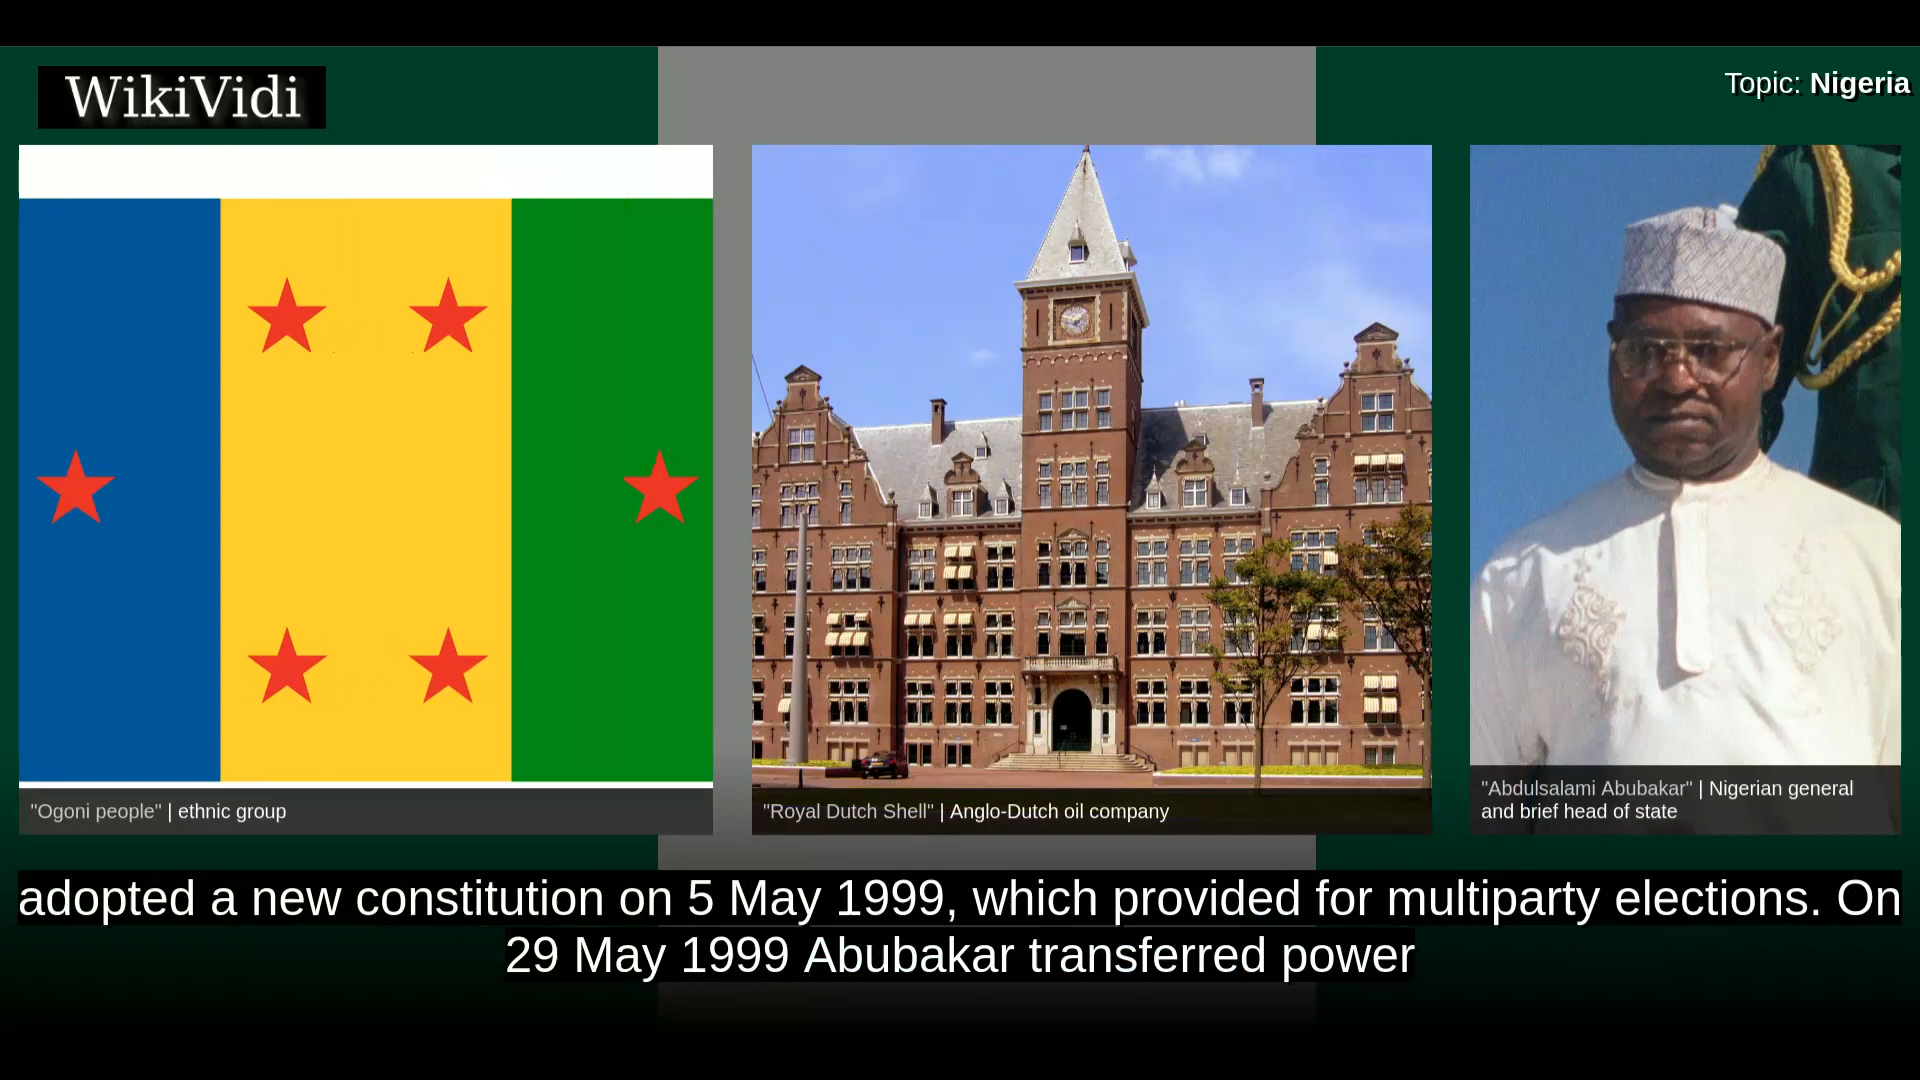 WikiVidi
Topic: Nigeria
"Ogoni people" | ethnic group
"Royal Dutch Shell" | Anglo-Dutch oil company
"Abdulsalami Abubakar" | Nigerian general
and brief head of state
adopted a new constitution on 5 May 1999, which provided for multiparty elections. On
29 May 1999 Abubakar transferred power